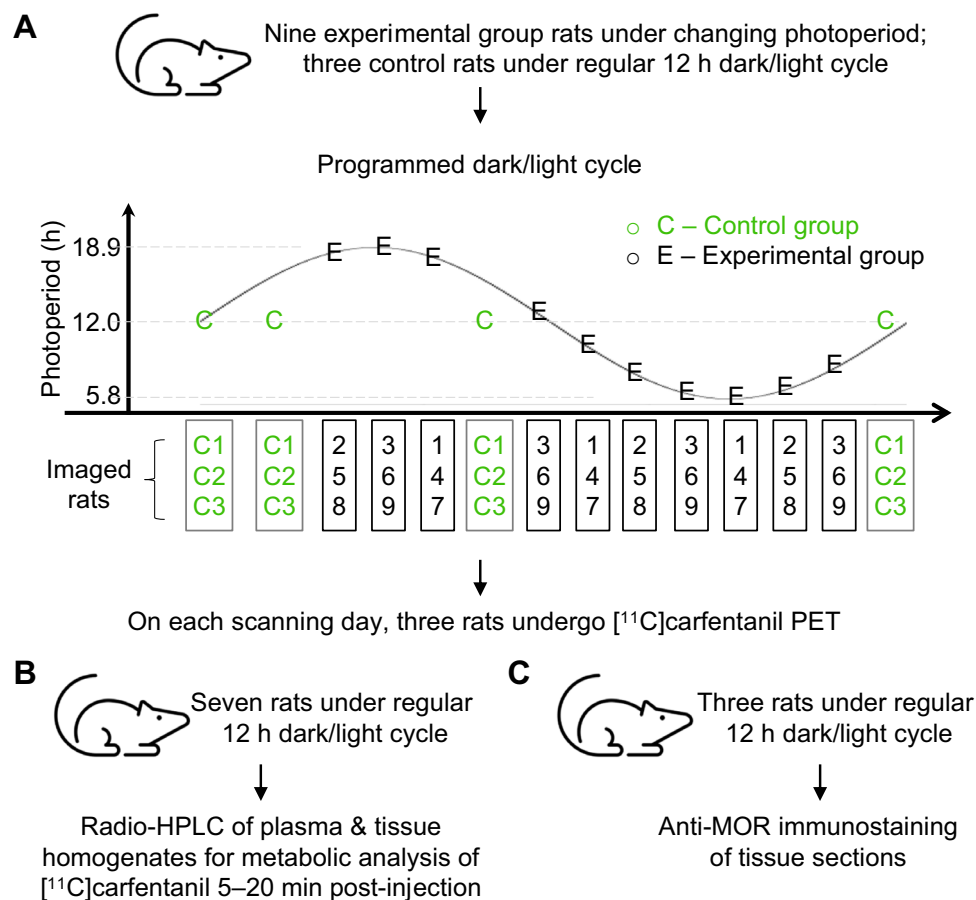 A
Nine experimental group rats under changing photoperiod;
three control rats under regular 12 h dark/light cycle
Programmed dark/light cycle
Photoperiod (h)
18.9
12.0
5.8
C – Control group
E – Experimental group
C C E E E C E E E E E E E C
Imaged
rats
C1 C1 2 3 1 C1 3 1 2 3 1 2 3 C1
C2 C2 5 6 4 C2 6 4 5 6 4 5 6 C2
C3 C3 8 9 7 C3 9 7 8 9 7 8 9 C3
On each scanning day, three rats undergo [¹¹C]carfentanil PET
B
Seven rats under regular
12 h dark/light cycle
Radio-HPLC of plasma & tissue
homogenates for metabolic analysis of
[¹¹C]carfentanil 5–20 min post-injection
C
Three rats under regular
12 h dark/light cycle
Anti-MOR immunostaining
of tissue sections